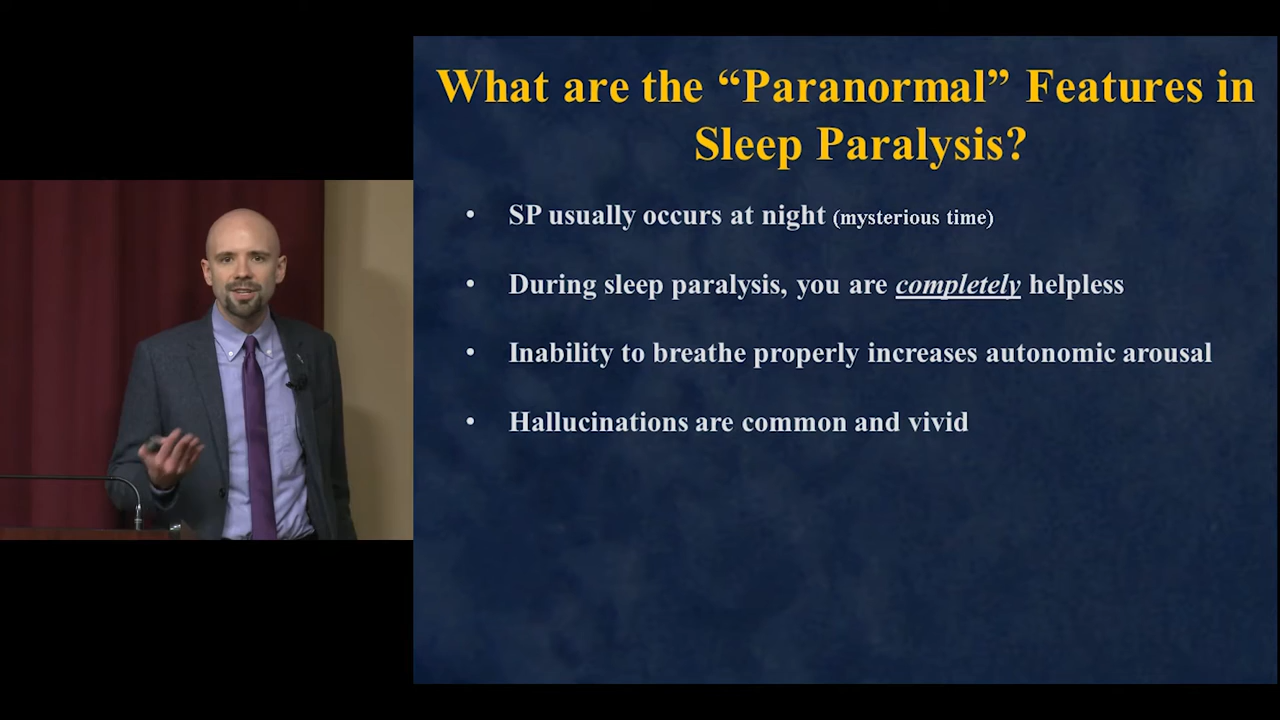 What are the “Paranormal” Features in
Sleep Paralysis?
• SP usually occurs at night (mysterious time)
• During sleep paralysis, you are completely helpless
• Inability to breathe properly increases autonomic arousal
• Hallucinations are common and vivid